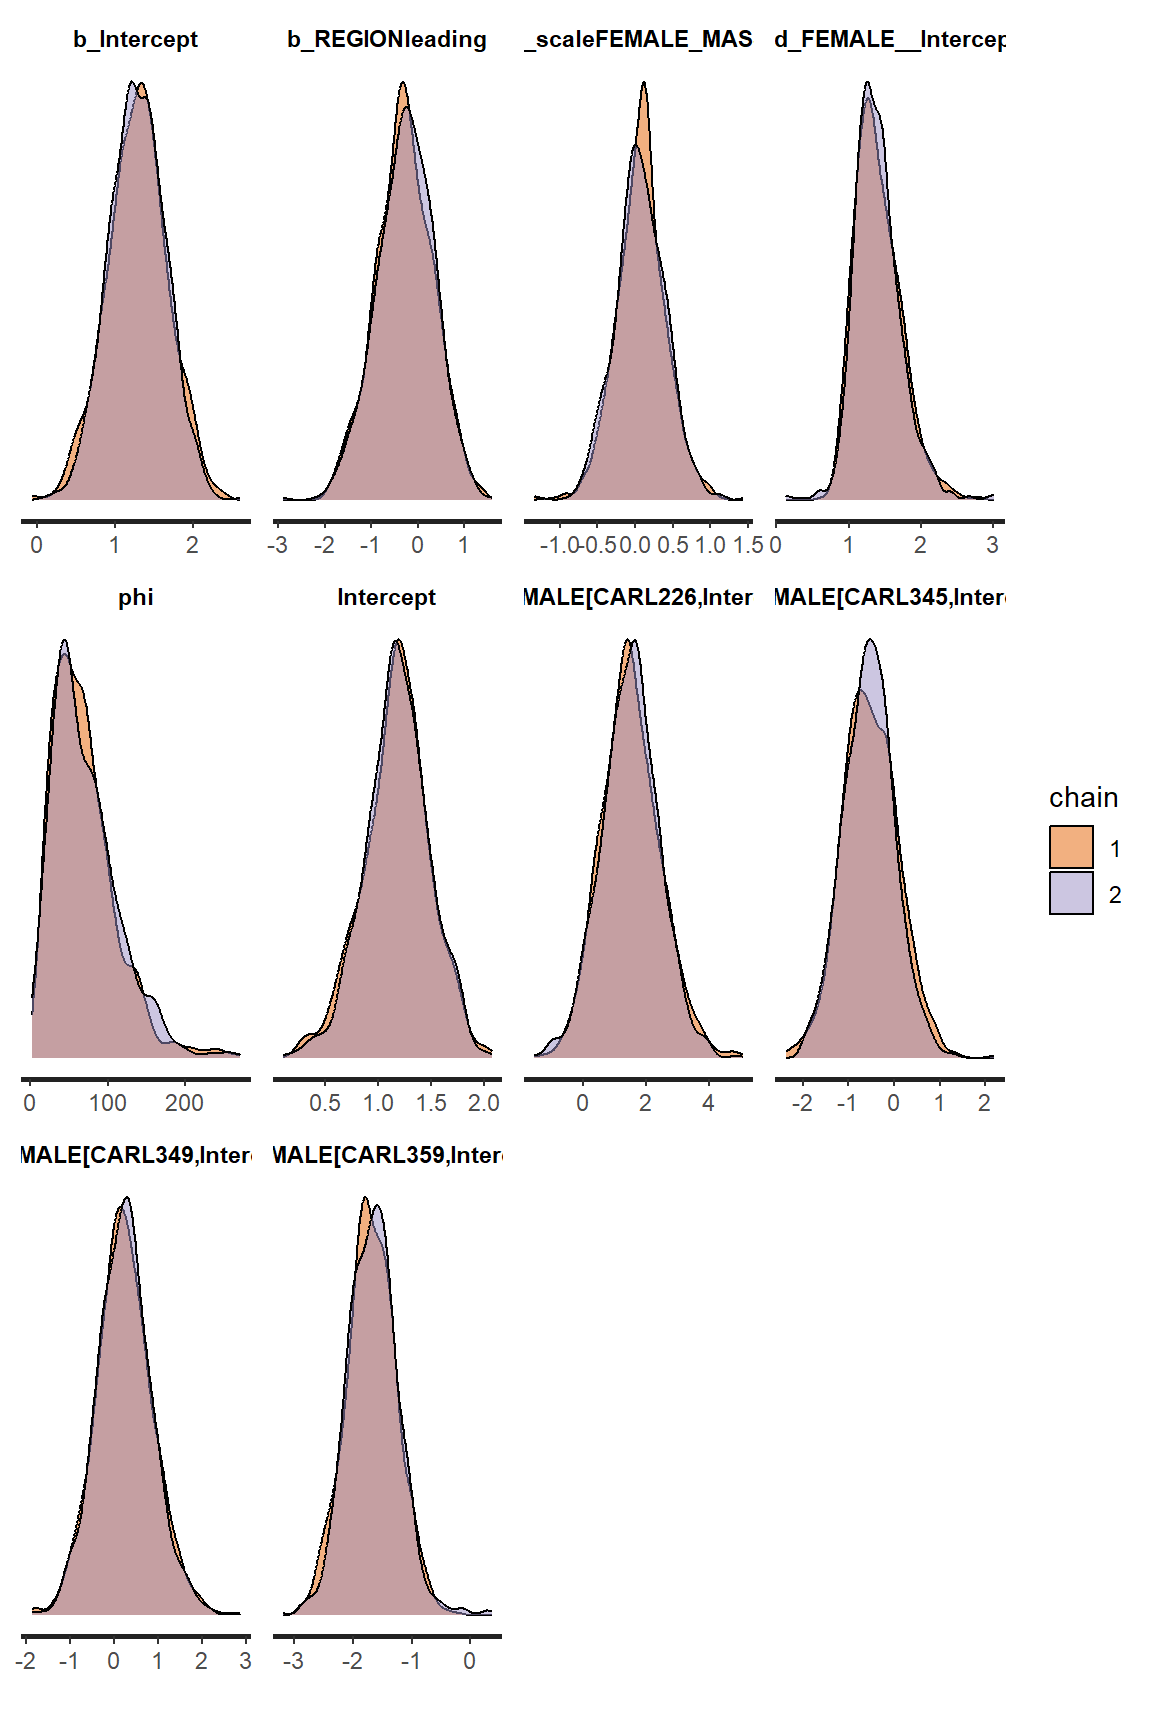 b_Intercept b_REGIONleading _scaleFEMALE_MAS d_FEMALE__Intercep
0 1 2 -3 -2 -1 0 1 -1.0 -0.5 0.0 0.5 1.0 1.5 0 1 2 3
phi Intercept MALE[CARL226,Inter MALE[CARL345,Inter
0 100 200 0.5 1.0 1.5 2.0 0 2 4 -2 -1 0 1 2
chain
1
2
MALE[CARL349,Inter MALE[CARL359,Inter
-2 -1 0 1 2 3 -3 -2 -1 0